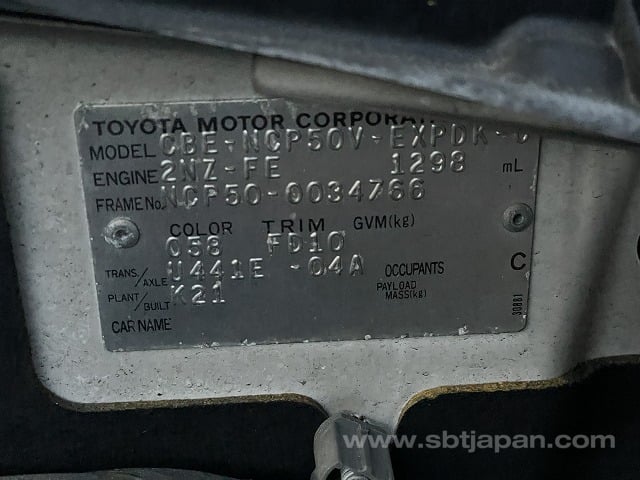 TOYOTA MOTOR CORPORAT
MODEL CBE-NCP50V-EXPDK-
ENGINE 2NZ-FE 1298 mL
FRAME No. NCP50-0034766
COLOR TRIM GVM(kg)
058 FD10
TRANS/AXLE U441E -04A OCCUPANTS C
PLANT/BUILT K21 PAYLOAD MASS(kg)
CAR NAME
www.sbtjapan.com